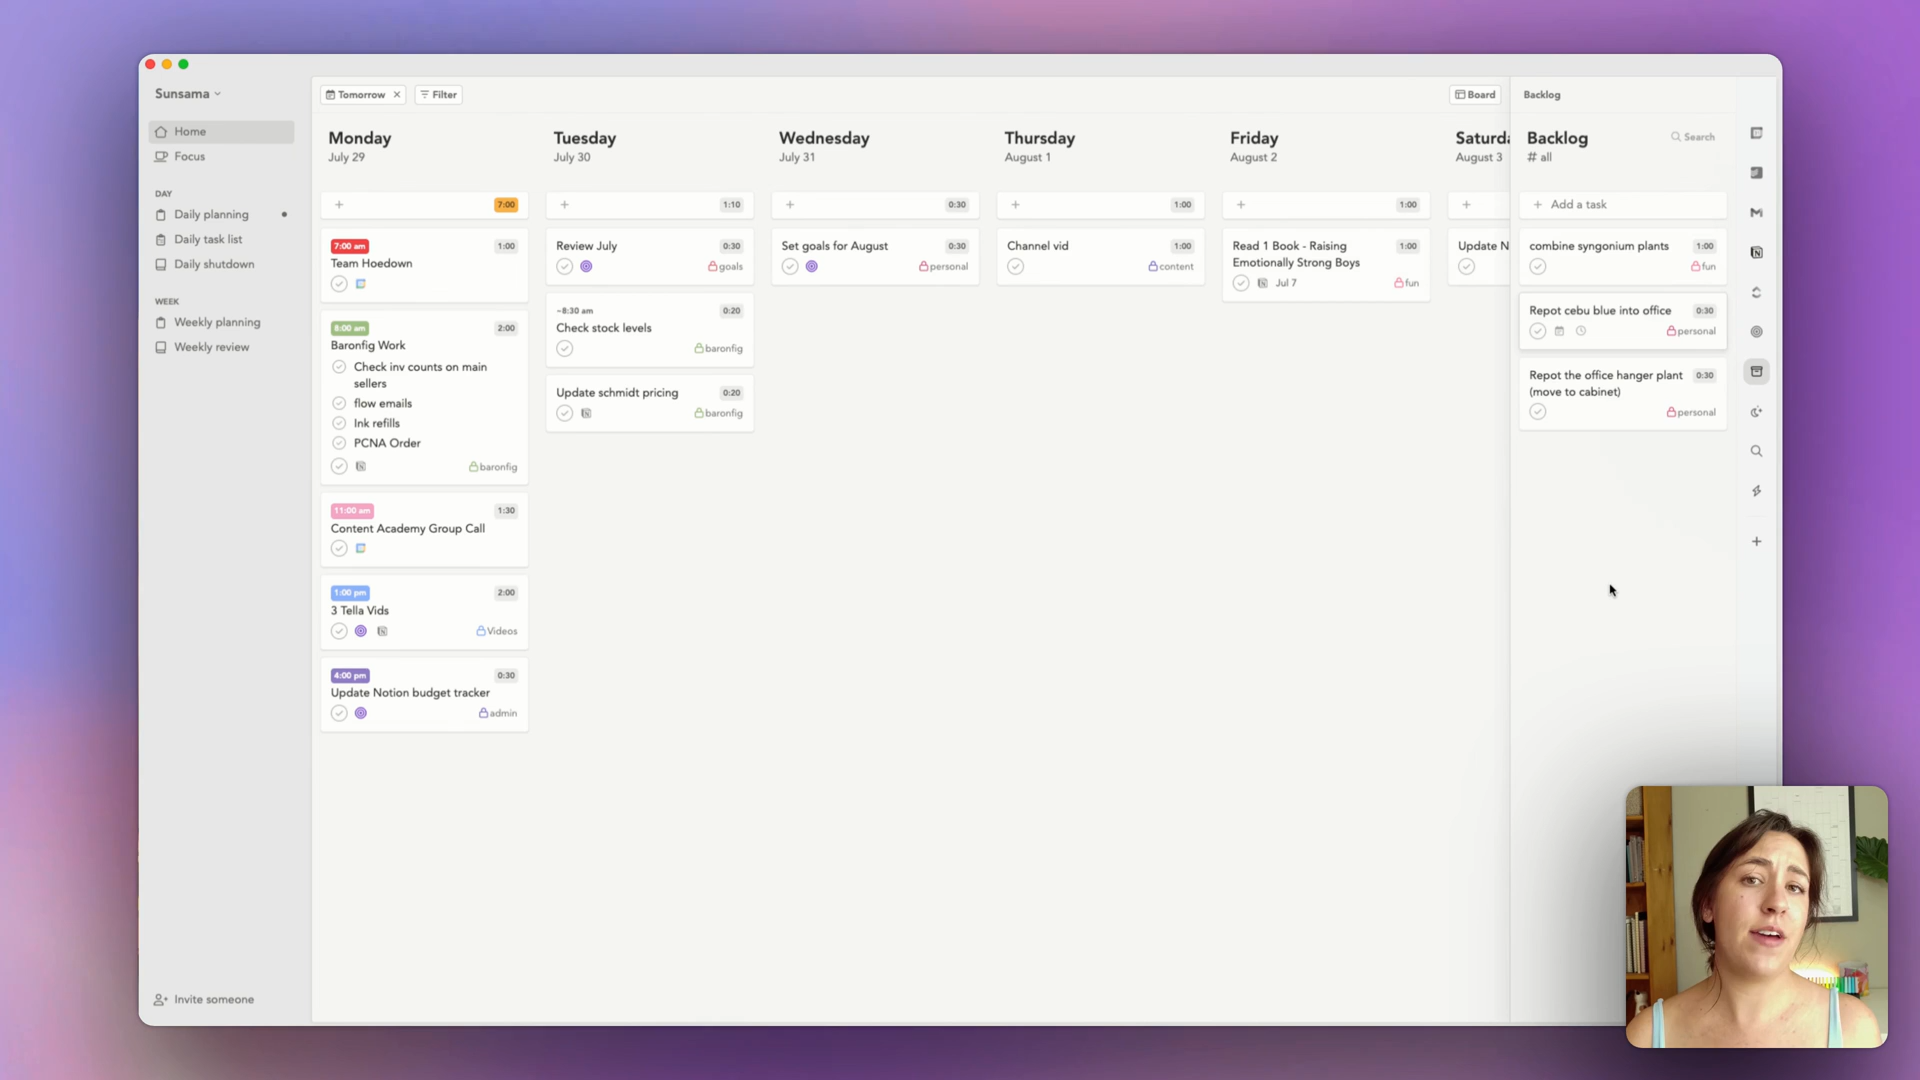 Sunsama
Home
Focus
DAY
Daily planning
Daily task list
Daily shutdown
WEEK
Weekly planning
Weekly review
Invite someone
Tomorrow
Filter
Board
Monday
July 29
7:00
7:00 am 1:00
Team Hoedown
8:00 am 2:00
Baronfig Work
Check inv counts on main
sellers
flow emails
Ink refills
PCNA Order
baronfig
11:00 am 1:30
Content Academy Group Call
1:00 pm 2:00
3 Tella Vids
Videos
4:00 pm 0:30
Update Notion budget tracker
admin
Tuesday
July 30
1:10
Review July 0:30
goals
~8:30 am 0:20
Check stock levels
baronfig
Update schmidt pricing 0:20
baronfig
Wednesday
July 31
0:30
Set goals for August 0:30
personal
Thursday
August 1
1:00
Channel vid 1:00
content
Friday
August 2
1:00
Read 1 Book - Raising 1:00
Emotionally Strong Boys
Jul 7 fun
Saturda
August 3
Update N
Backlog
Backlog Search
# all
+ Add a task
combine syngonium plants 1:00
fun
Repot cebu blue into office 0:30
personal
Repot the office hanger plant 0:30
(move to cabinet)
personal